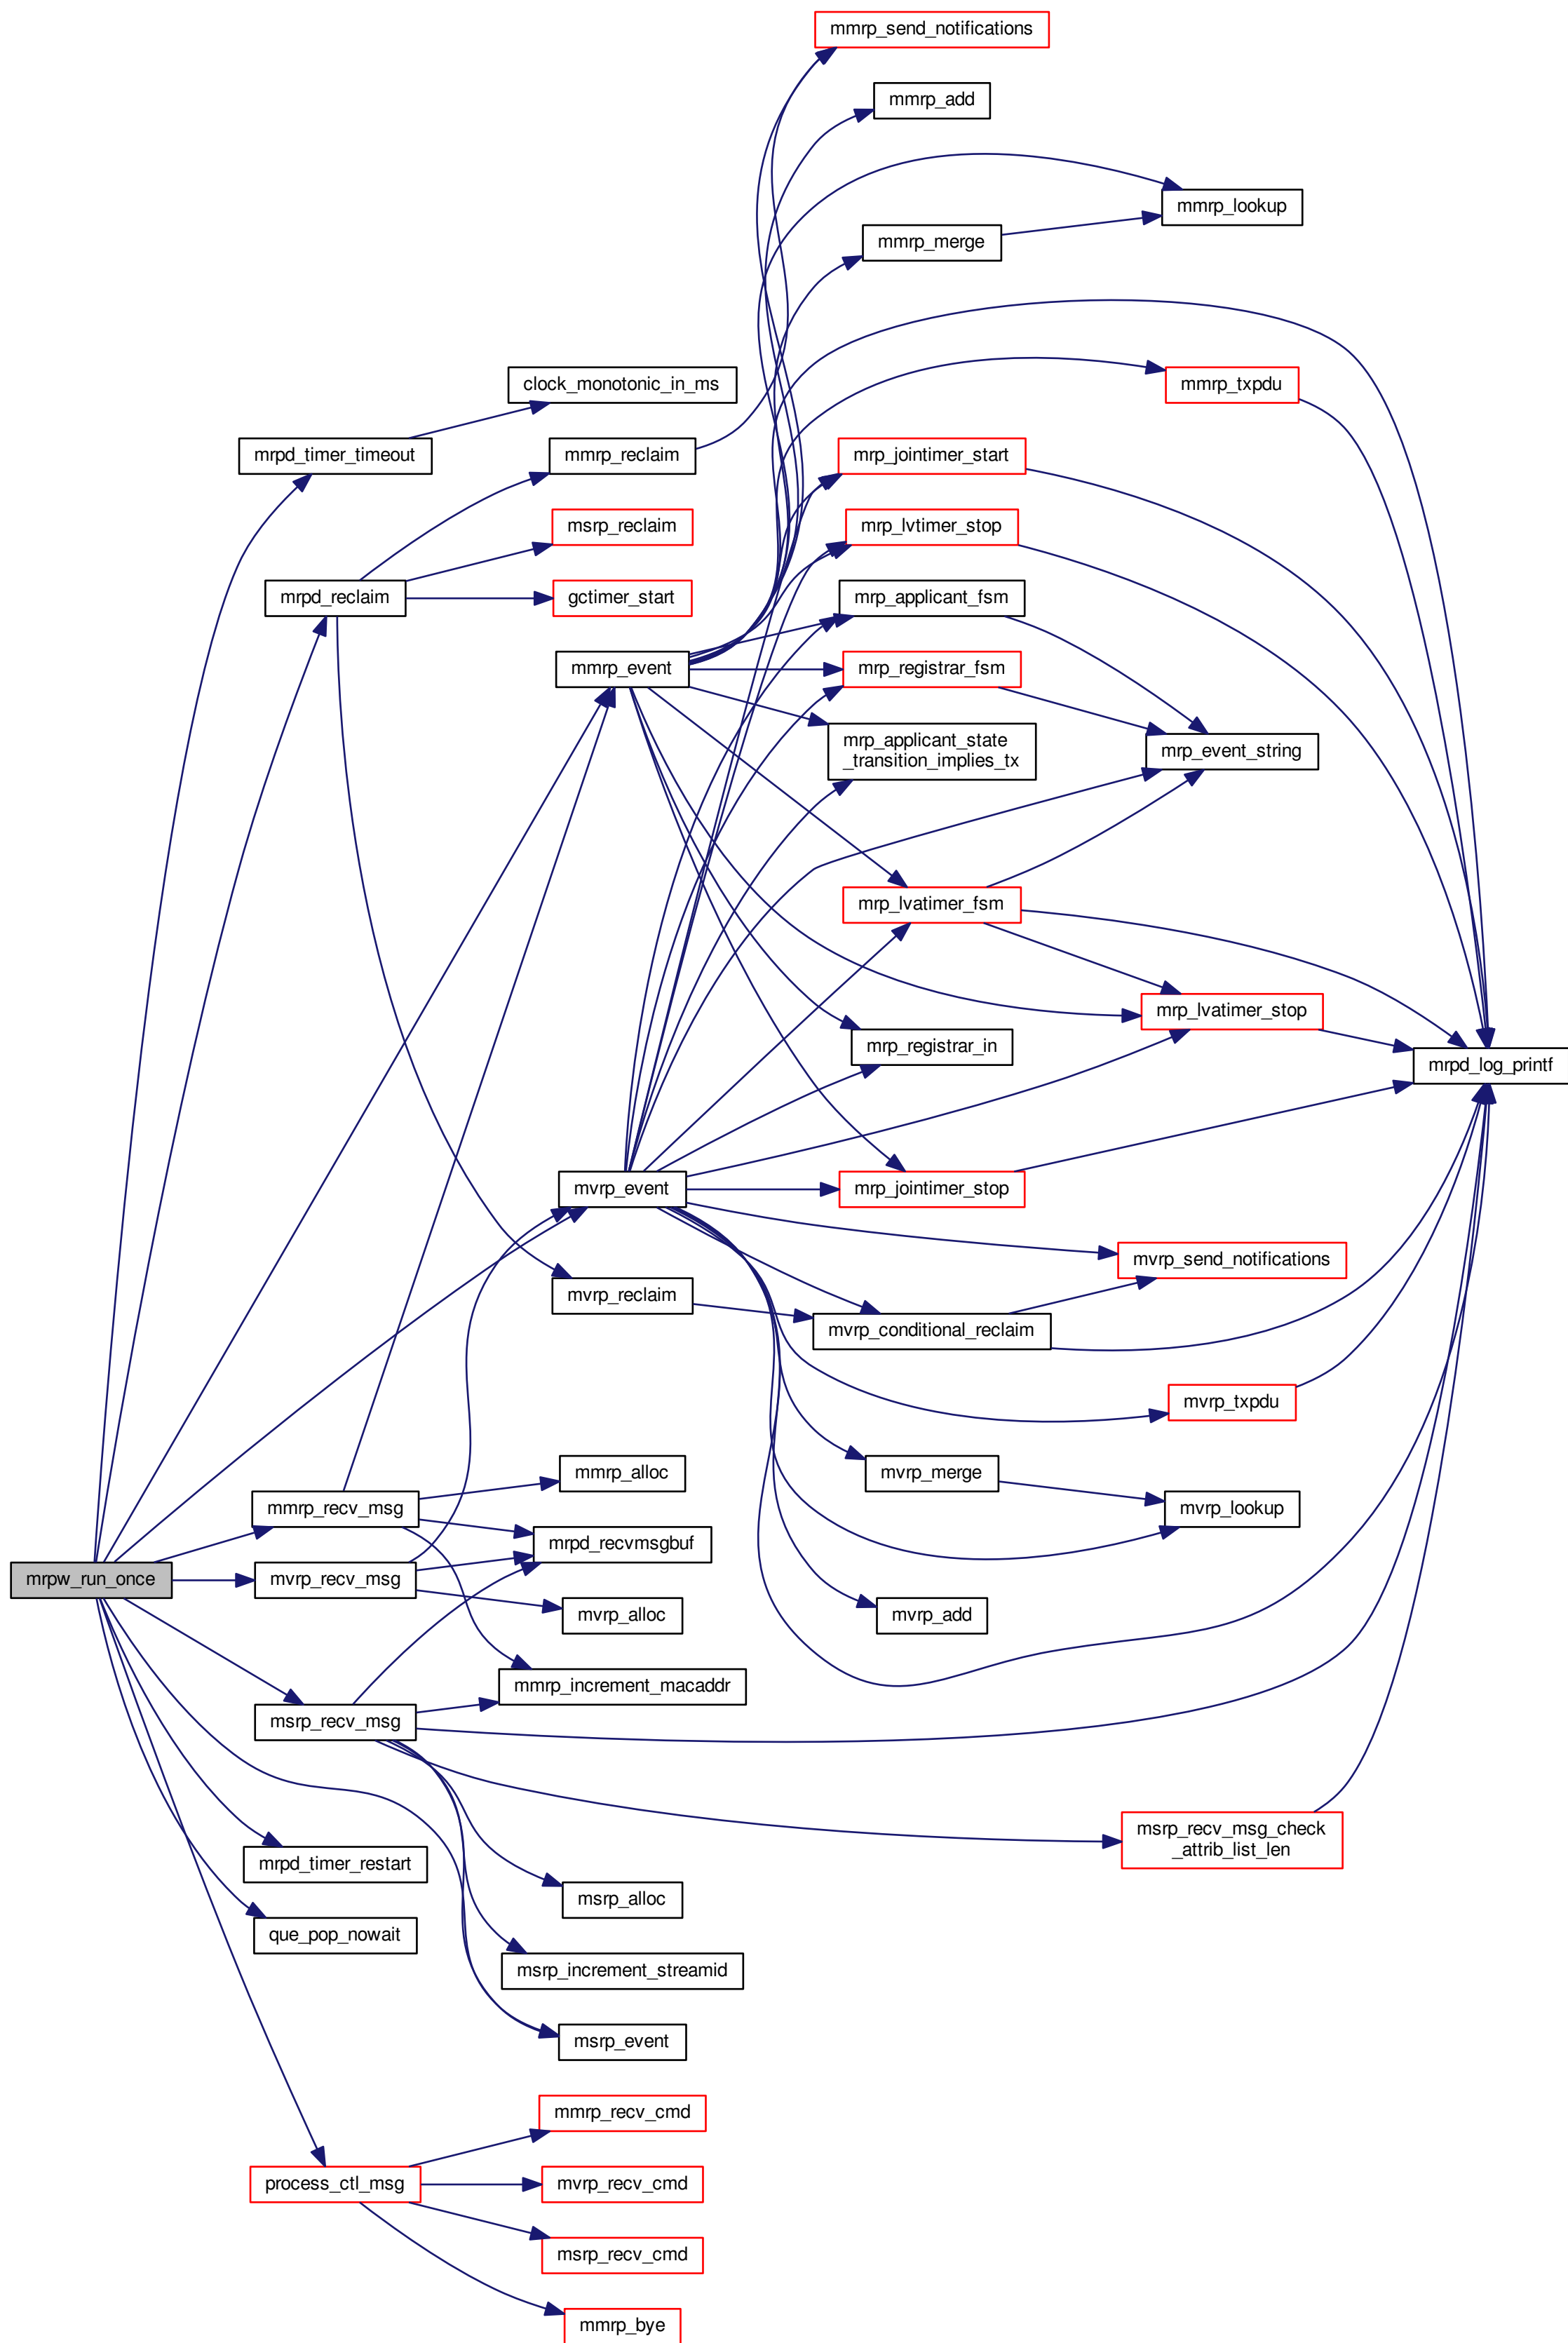 mmrp_send_notifications
mmrp_add
mmrp_lookup
mmrp_merge
clock_monotonic_in_ms
mmrp_txpdu
mrpd_timer_timeout
mmrp_reclaim
mrp_jointimer_start
msrp_reclaim
mrp_lvtimer_stop
mrpd_reclaim
gctimer_start
mrp_applicant_fsm
mmrp_event
mrp_registrar_fsm
mrp_applicant_state
_transition_implies_tx
mrp_event_string
mrp_lvatimer_fsm
mrp_lvatimer_stop
mrp_registrar_in
mrpd_log_printf
mvrp_event
mrp_jointimer_stop
mvrp_send_notifications
mvrp_reclaim
mvrp_conditional_reclaim
mvrp_txpdu
mmrp_alloc
mvrp_merge
mmrp_recv_msg
mvrp_lookup
mrpd_recvmsgbuf
mrpw_run_once
mvrp_recv_msg
mvrp_alloc
mvrp_add
mmrp_increment_macaddr
msrp_recv_msg
msrp_recv_msg_check
_attrib_list_len
mrpd_timer_restart
msrp_alloc
que_pop_nowait
msrp_increment_streamid
msrp_event
mmrp_recv_cmd
process_ctl_msg
mvrp_recv_cmd
msrp_recv_cmd
mmrp_bye